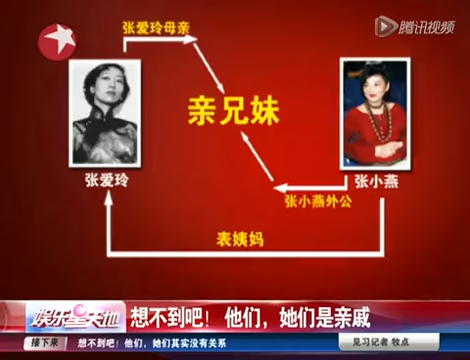 腾讯视频
张爱玲母亲
亲兄妹
张爱玲
张小燕
张小燕外公
表姨妈
娱乐星天地
想不到吧！他们，她们是亲戚
接下来 想不到吧！他们，她们其实没有关系
见习记者 牧点